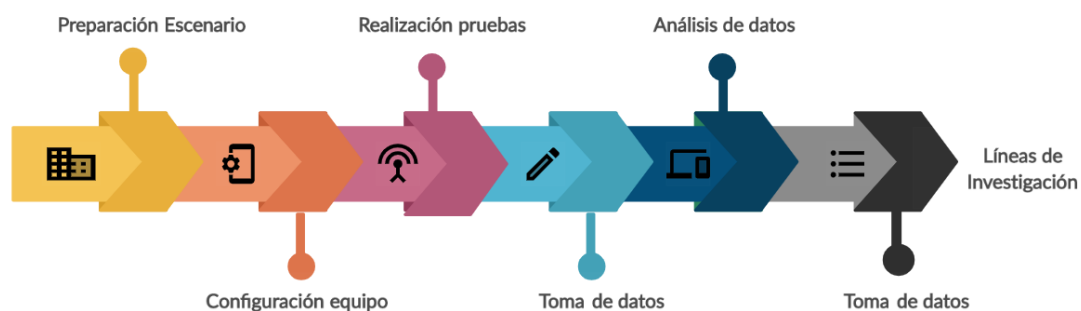 Preparación Escenario
Realización pruebas
Análisis de datos
Líneas de
Investigación
Configuración equipo
Toma de datos
Toma de datos